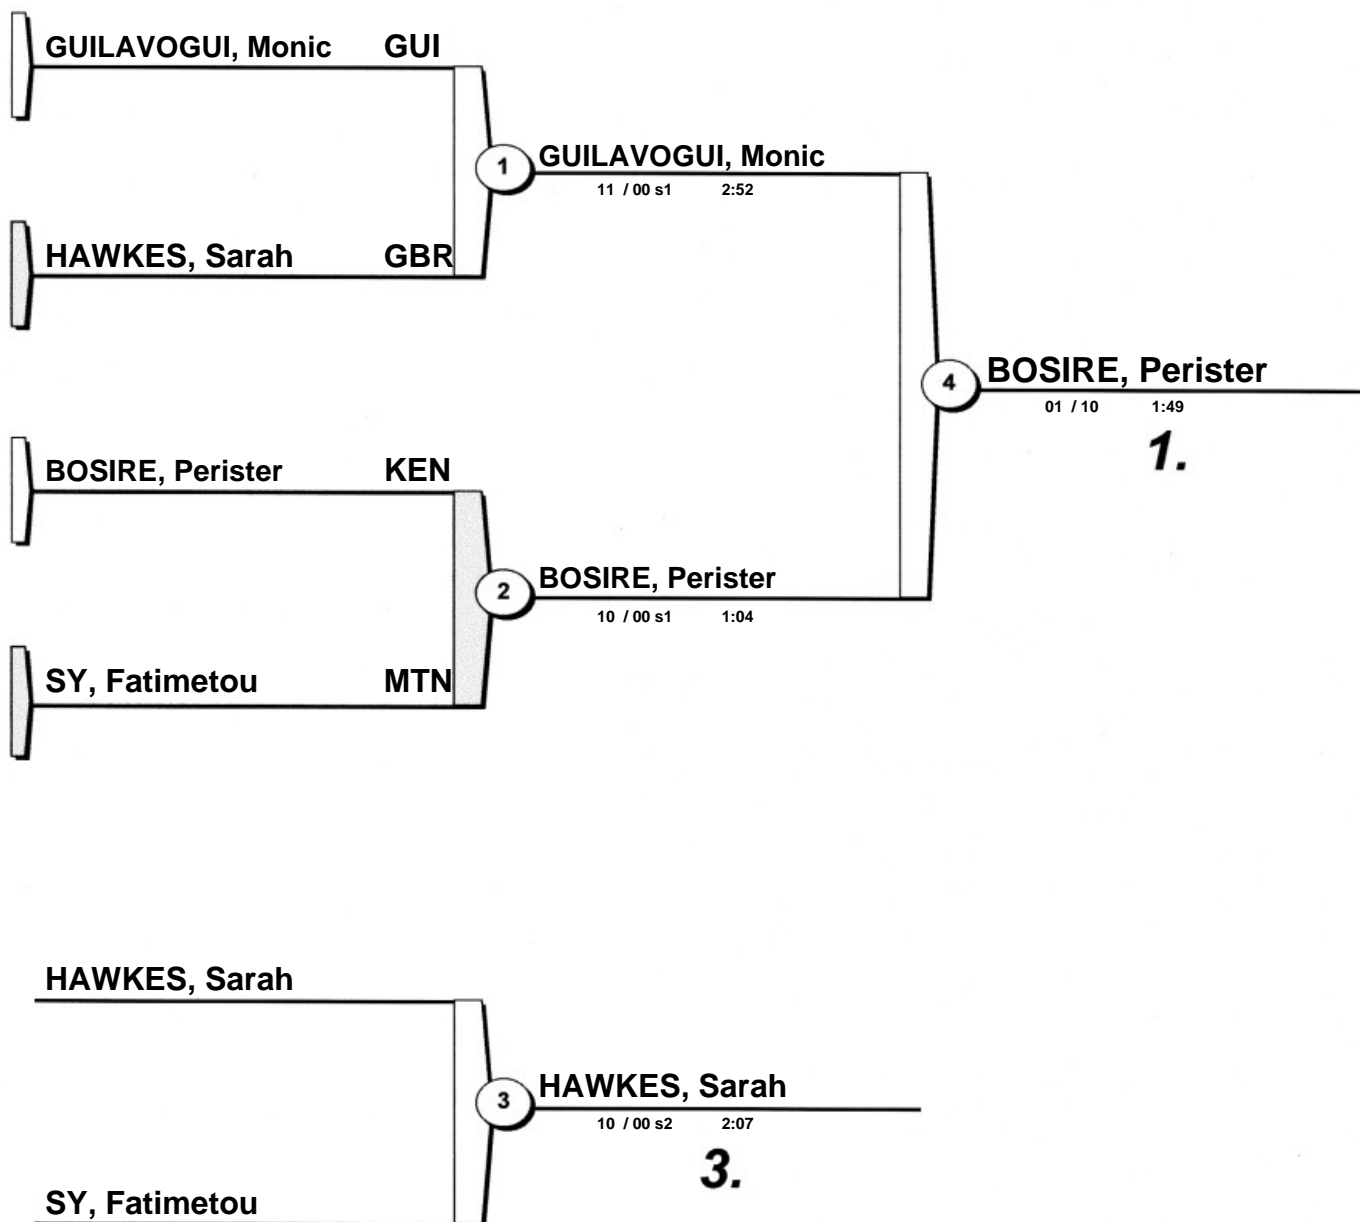 GUILAVOGUI, Monic GUI
1
GUILAVOGUI, Monic
11 / 00 s1 2:52
HAWKES, Sarah GBR
4
BOSIRE, Perister
01 / 10 1:49
1.
BOSIRE, Perister KEN
2
BOSIRE, Perister
10 / 00 s1 1:04
SY, Fatimetou MTN
HAWKES, Sarah
3
HAWKES, Sarah
10 / 00 s2 2:07
3.
SY, Fatimetou